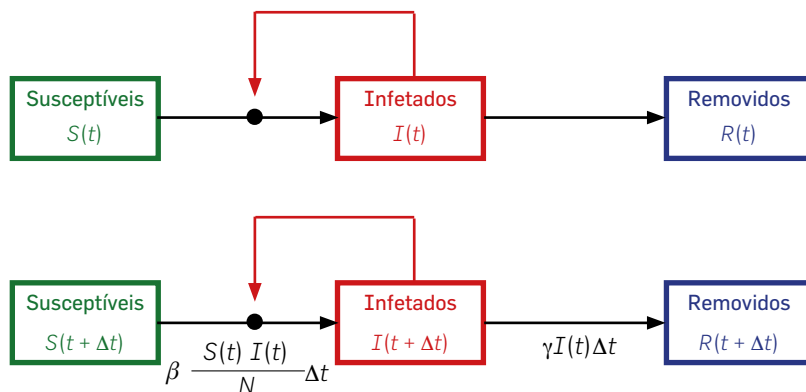 Susceptíveis Infetados Removidos
S(t) I(t) R(t)
Susceptíveis Infetados Removidos
S(t + Δt) I(t + Δt) R(t + Δt)
β S(t) I(t) / N Δt γI(t)Δt